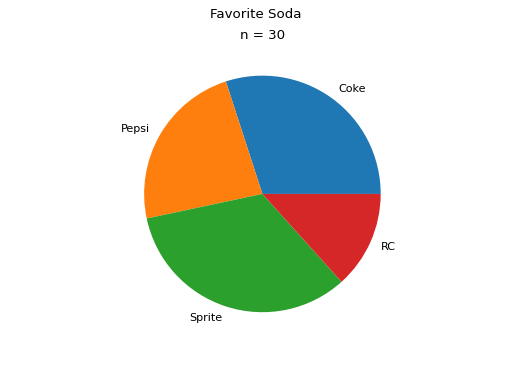 Favorite Soda
n = 30
Coke
Pepsi
Sprite
RC